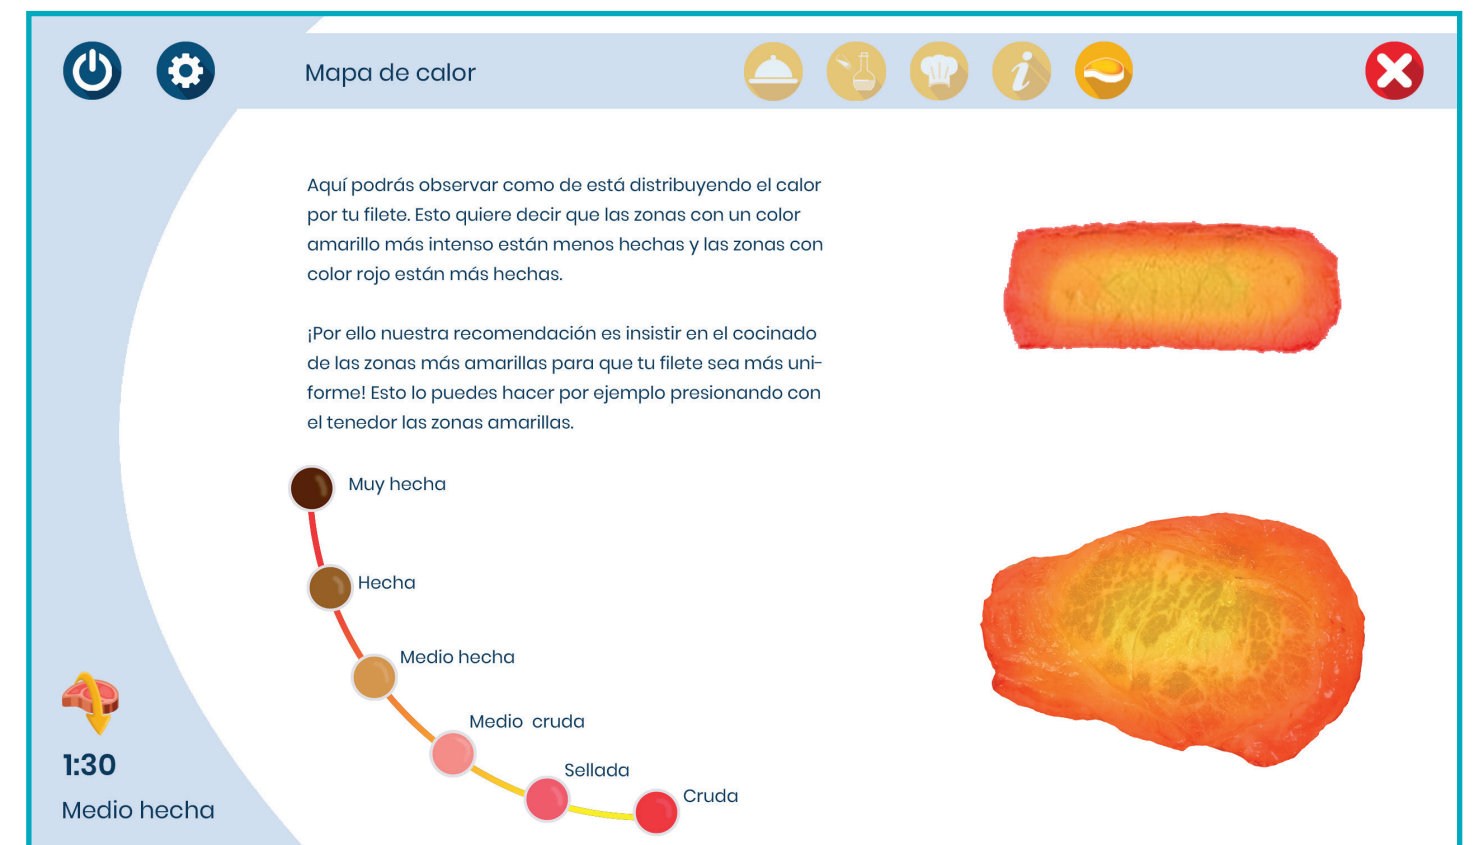 Mapa de calor
Aquí podrás observar como de está distribuyendo el calor
por tu filete. Esto quiere decir que las zonas con un color
amarillo más intenso están menos hechas y las zonas con
color rojo están más hechas.
¡Por ello nuestra recomendación es insistir en el cocinado
de las zonas más amarillas para que tu filete sea más uni-
forme! Esto lo puedes hacer por ejemplo presionando con
el tenedor las zonas amarillas.
Muy hecha
Hecha
Medio hecha
Medio cruda
Sellada
Cruda
1:30
Medio hecha